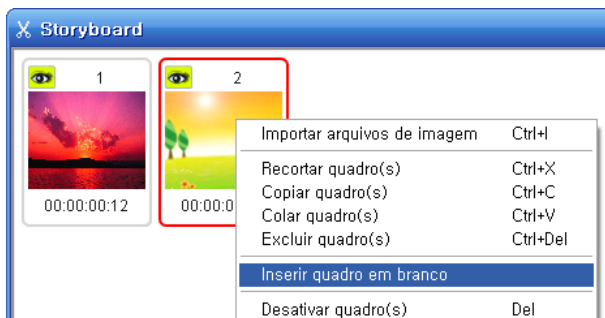 Storyboard
1
2
00:00:00:12
00:00:0
Importar arquivos de imagem Ctrl+I
Recortar quadro(s) Ctrl+X
Copiar quadro(s) Ctrl+C
Colar quadro(s) Ctrl+V
Excluir quadro(s) Ctrl+Del
Inserir quadro em branco
Desativar quadro(s) Del